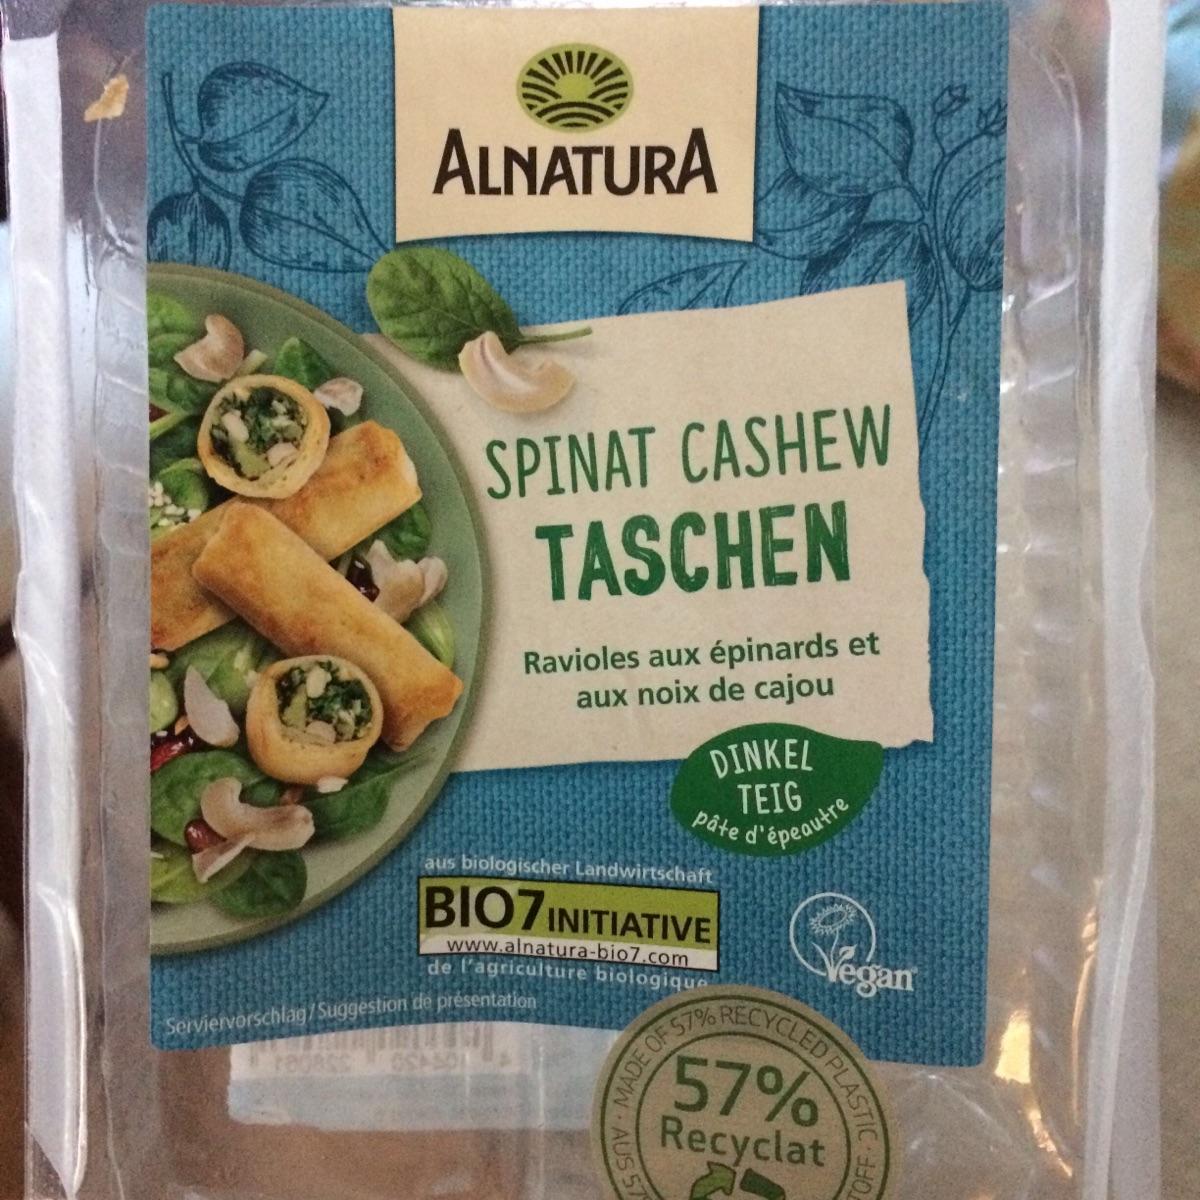 ALNATURA
SPINAT CASHEW
TASCHEN
Ravioles aux épinards et
aux noix de cajou
DINKEL
TEIG
pâte d'épeautre
aus biologischer Landwirtschaft
BIO7 INITIATIVE
www.alnatura-bio7.com
de l'agriculture biologique
Vegan
Serviervorschlag/Suggestion de présentation
MADE OF 57% RECYCLED PLASTIC
57%
Recyclat